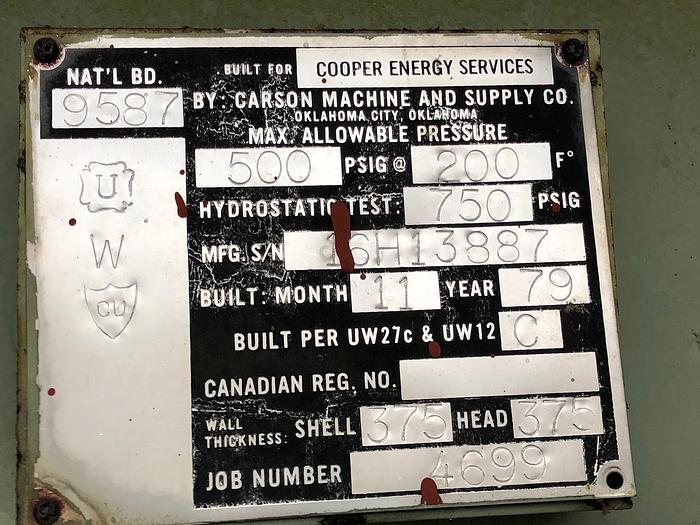 NAT'L BD.
9587
U
W
CU
BUILT FOR COOPER ENERGY SERVICES
BY: CARSON MACHINE AND SUPPLY CO.
OKLAHOMA CITY, OKLAHOMA
MAX. ALLOWABLE PRESSURE
500 PSIG @ 200 F°
HYDROSTATIC TEST: 750 PSIG
MFG. S/N 16H13887
BUILT: MONTH 11 YEAR 79
BUILT PER UW27c & UW12 C
CANADIAN REG. NO.
WALL THICKNESS: SHELL 375 HEAD 375
JOB NUMBER 4699